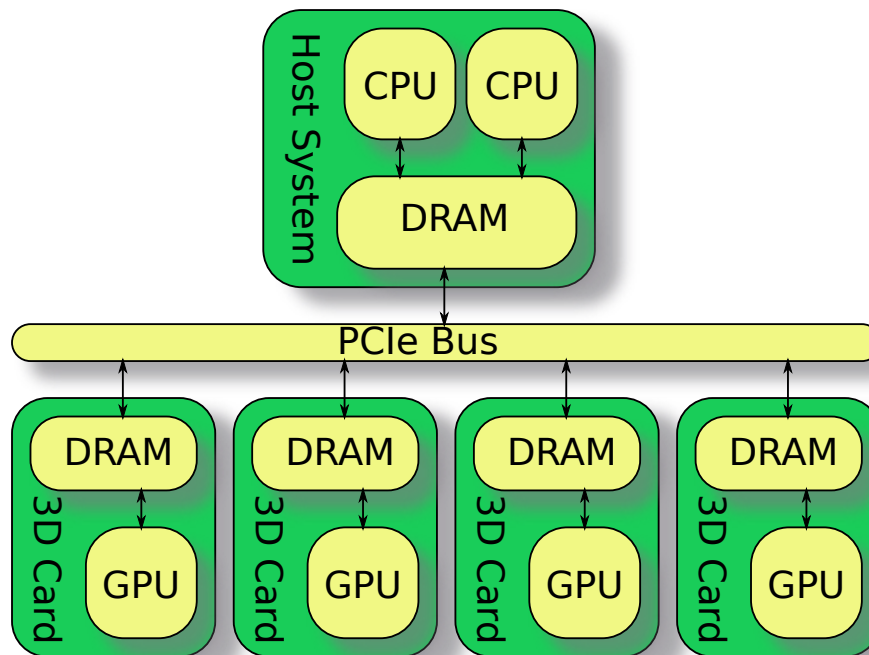 Host System
CPU
CPU
DRAM
PCIe Bus
DRAM
DRAM
DRAM
DRAM
3D Card
GPU
3D Card
GPU
3D Card
GPU
3D Card
GPU